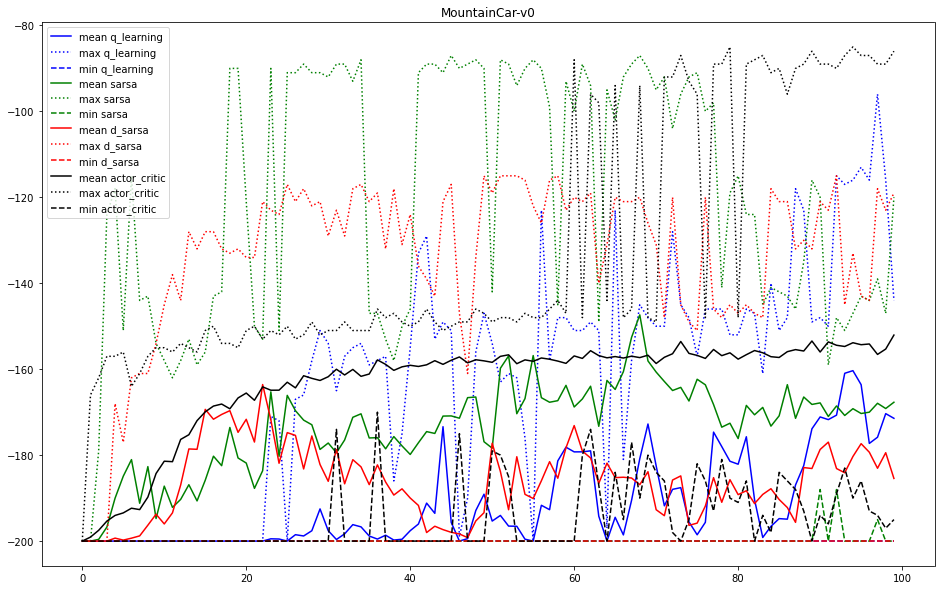 MountainCar-v0
−80
−100
−120
−140
−160
−180
−200
mean q_learning
max q_learning
min q_learning
mean sarsa
max sarsa
min sarsa
mean d_sarsa
max d_sarsa
min d_sarsa
mean actor_critic
max actor_critic
min actor_critic
0 20 40 60 80 100